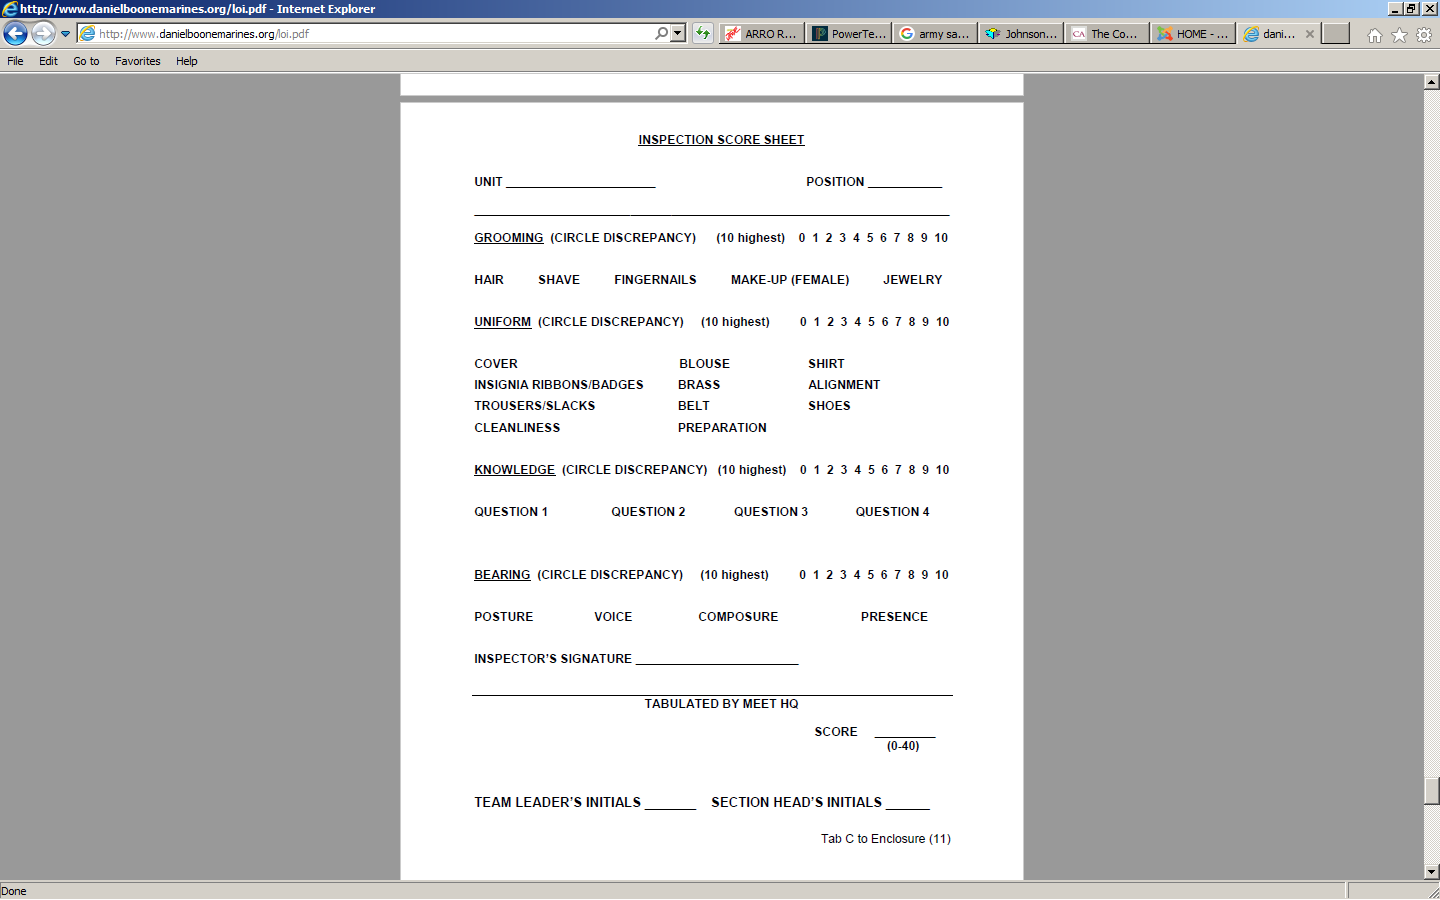 http://www.danielboonemarines.org/loi.pdf - Internet Explorer
http://www.danielboonemarines.org/loi.pdf
ARRO R... PowerTe... army sa... Johnson... The Co... HOME - ... dani...
File Edit Go to Favorites Help
INSPECTION SCORE SHEET
UNIT ______________________ POSITION ___________
GROOMING (CIRCLE DISCREPANCY) (10 highest) 0 1 2 3 4 5 6 7 8 9 10
HAIR SHAVE FINGERNAILS MAKE-UP (FEMALE) JEWELRY
UNIFORM (CIRCLE DISCREPANCY) (10 highest) 0 1 2 3 4 5 6 7 8 9 10
COVER BLOUSE SHIRT
INSIGNIA RIBBONS/BADGES BRASS ALIGNMENT
TROUSERS/SLACKS BELT SHOES
CLEANLINESS PREPARATION
KNOWLEDGE (CIRCLE DISCREPANCY) (10 highest) 0 1 2 3 4 5 6 7 8 9 10
QUESTION 1 QUESTION 2 QUESTION 3 QUESTION 4
BEARING (CIRCLE DISCREPANCY) (10 highest) 0 1 2 3 4 5 6 7 8 9 10
POSTURE VOICE COMPOSURE PRESENCE
INSPECTOR’S SIGNATURE ________________________
TABULATED BY MEET HQ
SCORE _________
(0-40)
TEAM LEADER’S INITIALS _______ SECTION HEAD’S INITIALS ______
Tab C to Enclosure (11)
Done